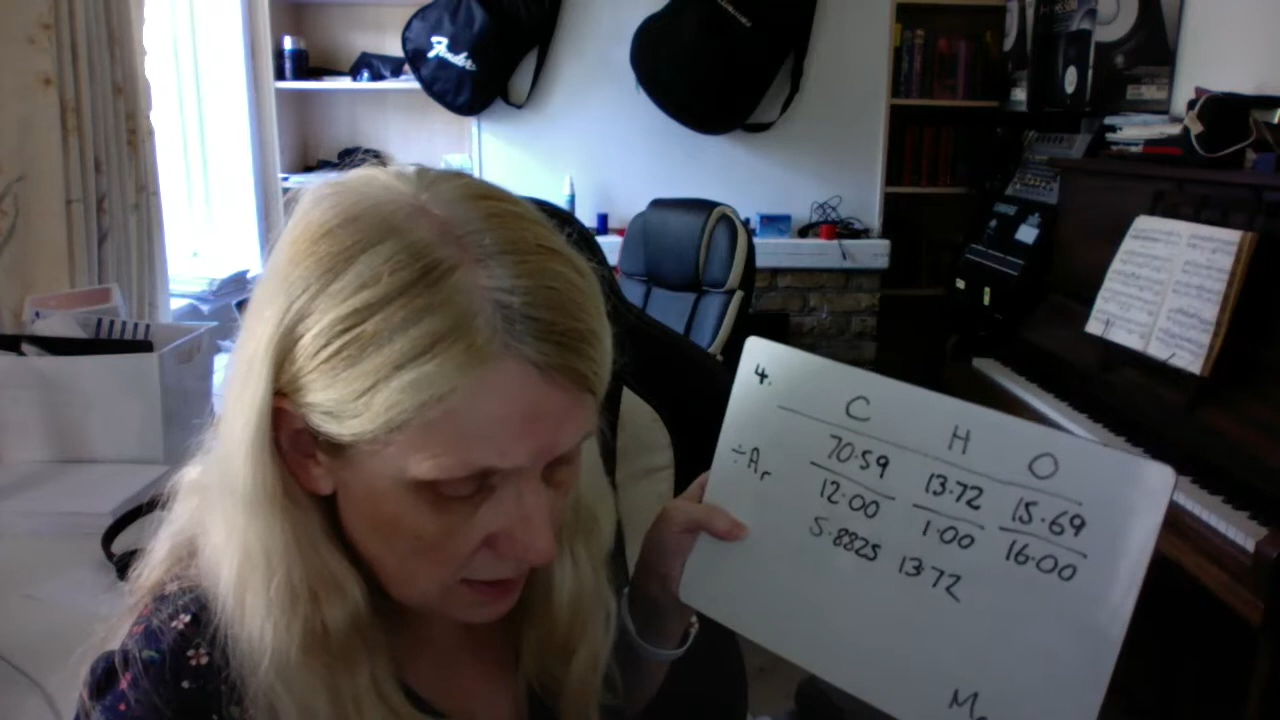 Fender
4.
C H O
÷Ar 70.59 13.72 15.69
12.00 1.00 16.00
5.8825 13.72
M